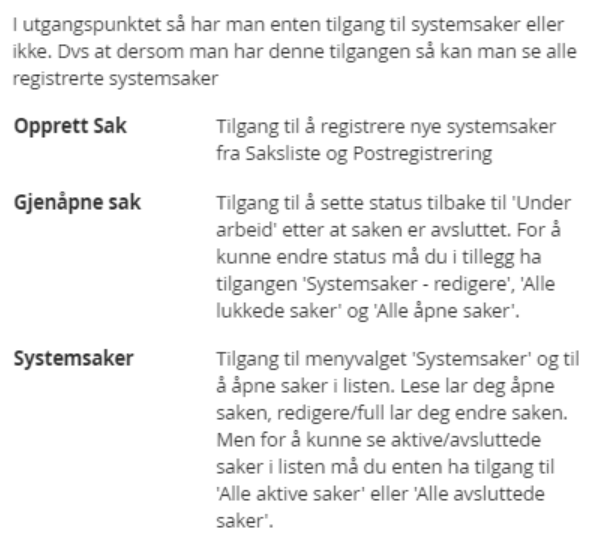 I utgangspunktet så har man enten tilgang til systemsaker eller
ikke. Dvs at dersom man har denne tilgangen så kan man se alle
registrerte systemsaker
Opprett Sak
Tilgang til å registrere nye systemsaker
fra Saksliste og Postregistrering
Gjenåpne sak
Tilgang til å sette status tilbake til 'Under
arbeid' etter at saken er avsluttet. For å
kunne endre status må du i tillegg ha
tilgangen 'Systemsaker - redigere', 'Alle
lukkede saker' og 'Alle åpne saker'.
Systemsaker
Tilgang til menyvalget 'Systemsaker' og til
å åpne saker i listen. Lese lar deg åpne
saken, redigere/full lar deg endre saken.
Men for å kunne se aktive/avsluttede
saker i listen må du enten ha tilgang til
'Alle aktive saker' eller 'Alle avsluttede
saker'.